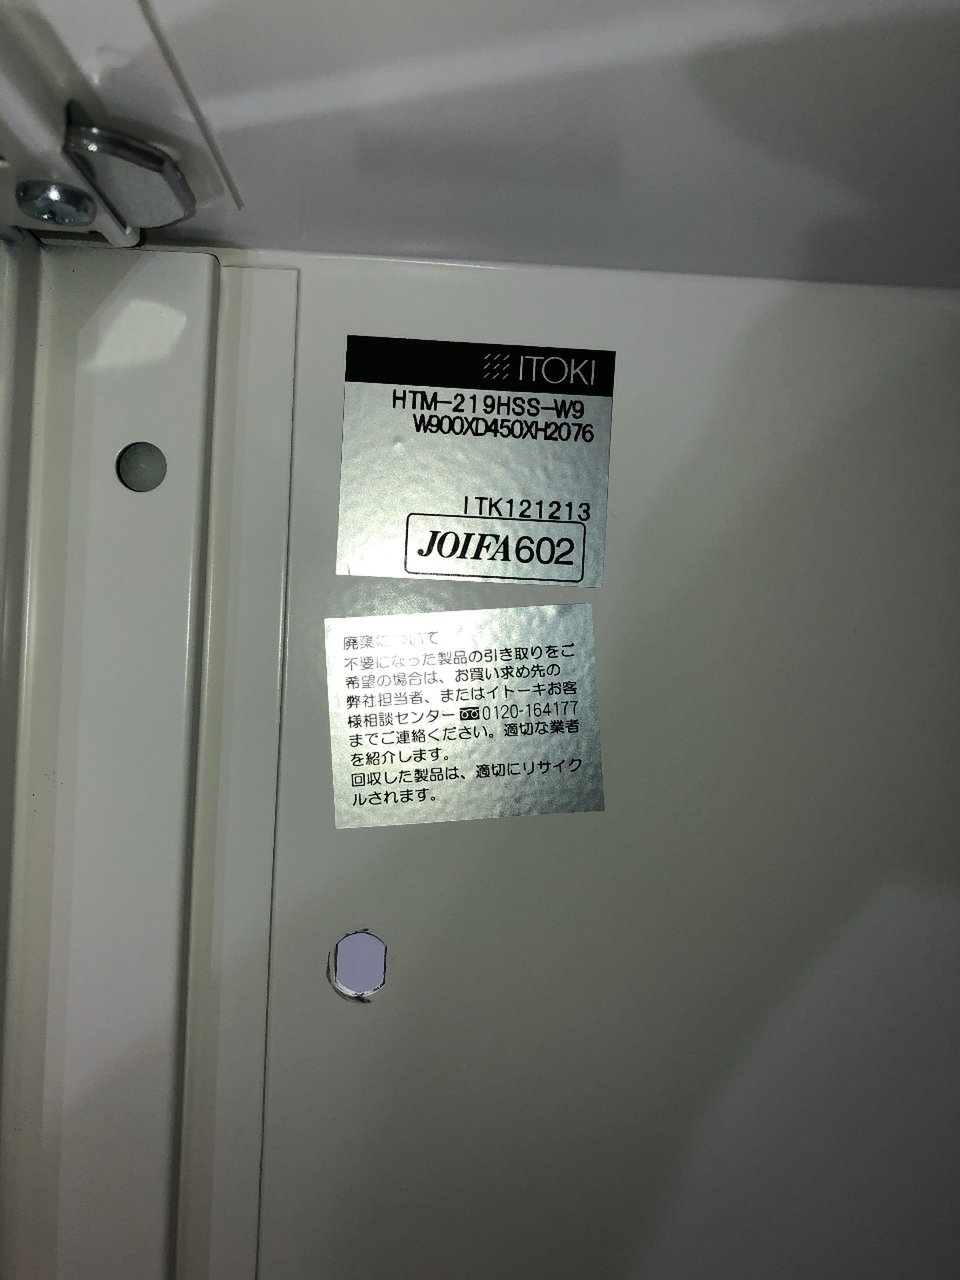 ITOKI
HTM-219HSS-W9
W900XD450XH2076
ITK121213
JOIFA602
廃棄について
不要になった製品の引き取りをご
希望の場合は、お買い求め先の
弊社担当者、またはイトーキお客
様相談センター 0120-164177
までご連絡ください。適切な業者
を紹介します。
回収した製品は、適切にリサイク
ルされます。